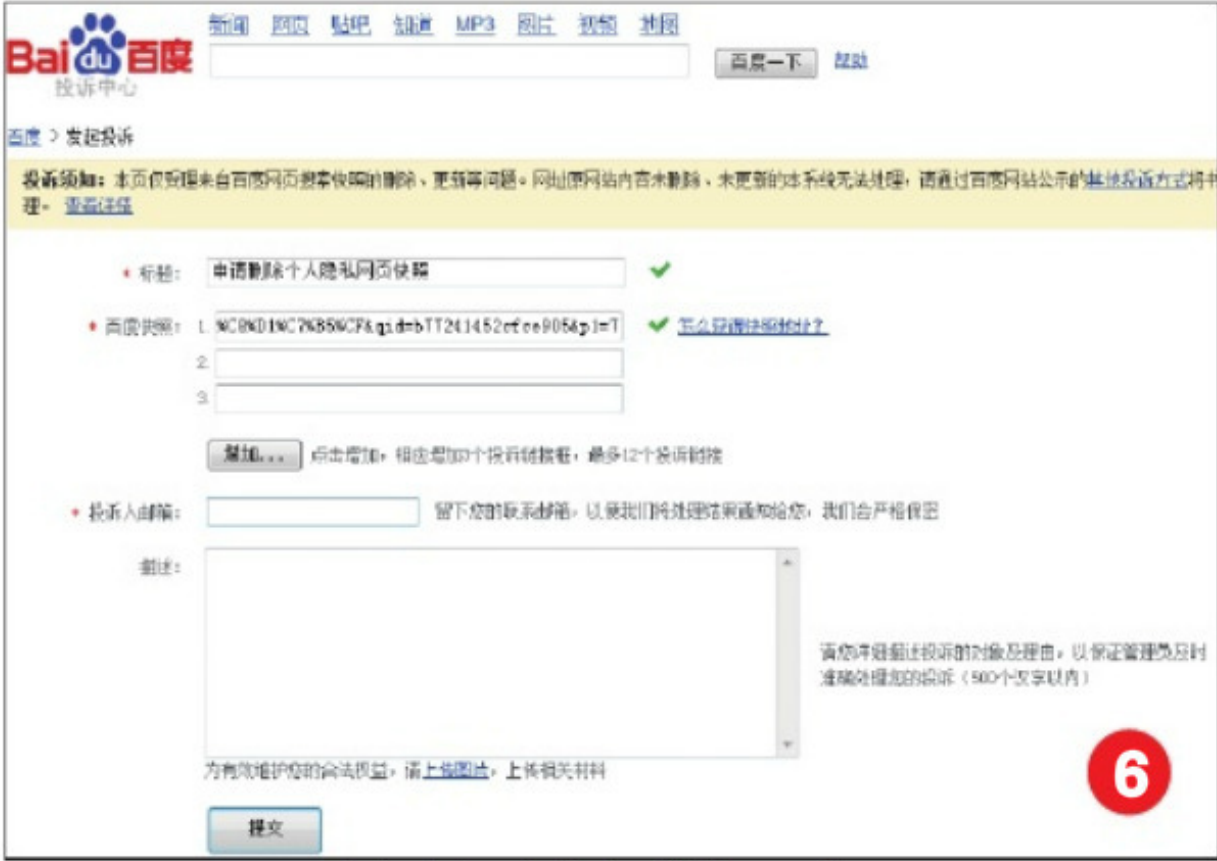 新闻 网页 贴吧 知道 MP3 图片 视频 地图
Bai du 百度
投诉中心
百度一下 帮助
百度 > 发起投诉
投诉须知：本页仅受理来自百度网页搜索快照的删除、更新等问题。网址原网站内容未删除、未更新的本系统无法处理，请通过百度网站公示的其他投诉方式将书
理。 查看详细
* 标题： 申请删除个人隐私网页快照
* 百度快照： 1. %C8%D1%C7%B5%CF&qid=b77241452cfce905&p1=7 怎么获得快照地址？
2.
3.
增加... 点击增加，相应增加3个投诉链接框，最多12个投诉链接
* 投诉人邮箱： 留下您的联系邮箱，以便我们将处理结果通知给您，我们会严格保密
描述：
请您详细描述投诉的对象及理由，以保证管理员及时
准确处理您的投诉（500个汉字以内）
为有效维护您的合法权益，请上传图片，上传相关材料
提交
6